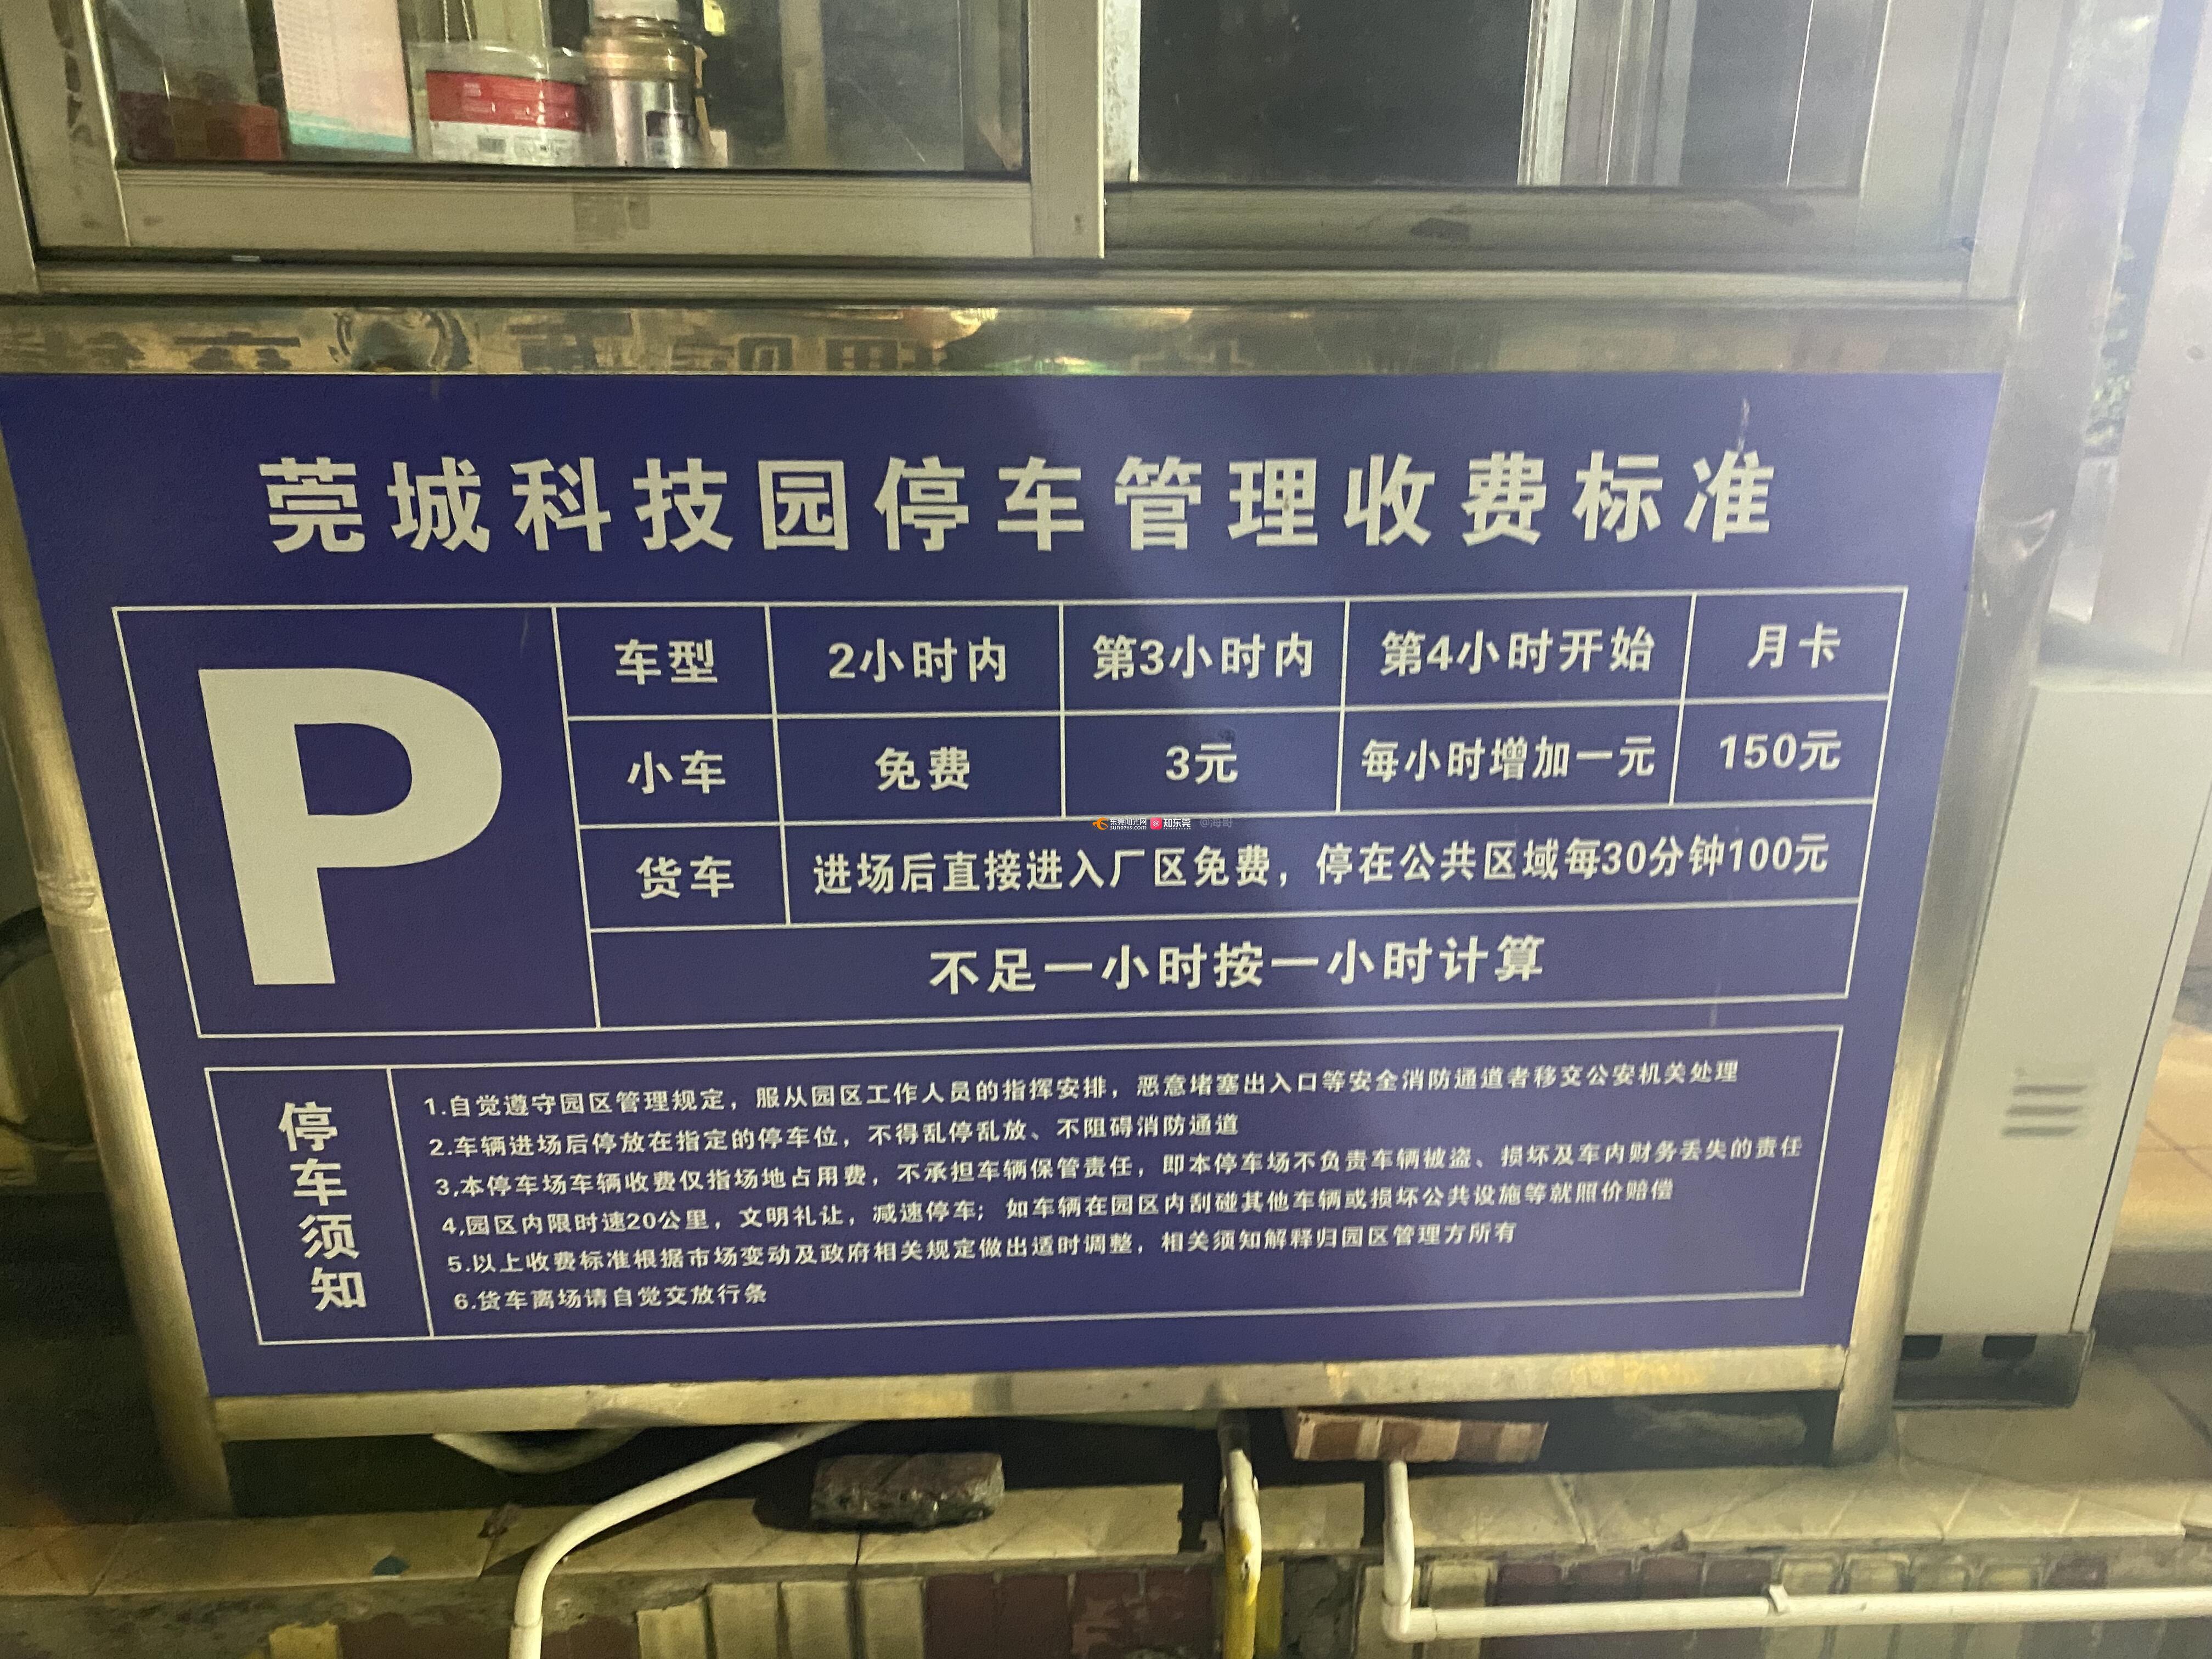 莞城科技园停车管理收费标准
P
车型 2小时内 第3小时内 第4小时开始 月卡
小车 免费 3元 每小时增加一元 150元
货车 进场后直接进入厂区免费，停在公共区域每30分钟100元
不足一小时按一小时计算
停车须知
1.自觉遵守园区管理规定，服从园区工作人员的指挥安排，恶意堵塞出入口等安全消防通道者移交公安机关处理
2.车辆进场后停放在指定的停车位，不得乱停乱放、不阻碍消防通道
3,本停车场车辆收费仅指场地占用费，不承担车辆保管责任，即本停车场不负责车辆被盗、损坏及车内财务丢失的责任
4,园区内限时速20公里，文明礼让，减速停车；如车辆在园区内刮碰其他车辆或损坏公共设施等就照价赔偿
5.以上收费标准根据市场变动及政府相关规定做出适时调整，相关须知解释归园区管理方所有
6.货车离场请自觉交放行条
东莞阳光网 sun0769.com 知东莞 @海哥